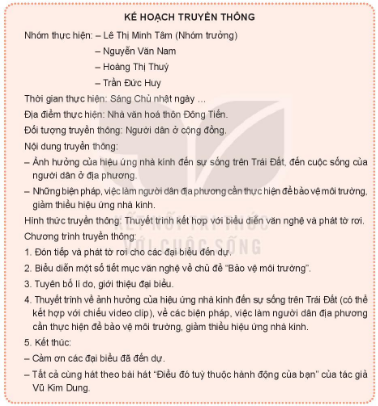 KẾ HOẠCH TRUYỀN THÔNG
Nhóm thực hiện: – Lê Thị Minh Tâm (Nhóm trưởng)
– Nguyễn Văn Nam
– Hoàng Thị Thuý
– Trần Đức Huy
Thời gian thực hiện: Sáng Chủ nhật ngày ...
Địa điểm thực hiện: Nhà văn hoá thôn Đông Tiến.
Đối tượng truyền thông: Người dân ở cộng đồng.
Nội dung truyền thông:
– Ảnh hưởng của hiệu ứng nhà kính đến sự sống trên Trái Đất, đến cuộc sống của
người dân ở địa phương.
– Những biện pháp, việc làm người dân địa phương cần thực hiện để bảo vệ môi trường,
giảm thiểu hiệu ứng nhà kính.
Hình thức truyền thông: Thuyết trình kết hợp với biểu diễn văn nghệ và phát tờ rơi.
Chương trình truyền thông:
1. Đón tiếp và phát tờ rơi cho các đại biểu đến dự.
2. Biểu diễn một số tiết mục văn nghệ về chủ đề “Bảo vệ môi trường”.
3. Tuyên bố lí do, giới thiệu đại biểu.
4. Thuyết trình về ảnh hưởng của hiệu ứng nhà kính đến sự sống trên Trái Đất (có thể
kết hợp với chiếu video clip), về các biện pháp, việc làm người dân địa phương
cần thực hiện để bảo vệ môi trường, giảm thiểu hiệu ứng nhà kính.
5. Kết thúc:
– Cảm ơn các đại biểu đã đến dự.
– Tất cả cùng hát theo bài hát “Điều đó tuỳ thuộc hành động của bạn” của tác giả
Vũ Kim Dung.
KẾT NỐI TRI THỨC
VỚI CUỘC SỐNG